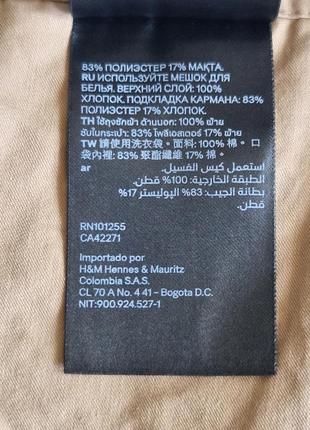 83% ПОЛИЭСТЕР 17% МАҚТА.
RU ИСПОЛЬЗУЙТЕ МЕШОК ДЛЯ
БЕЛЬЯ. ВЕРХНИЙ СЛОЙ: 100%
ХЛОПОК. ПОДКЛАДКА КАРМАНА: 83%
ПОЛИЭСТЕР 17% ХЛОПОК.
TH ใช้ถุงซักผ้า ด้านนอก: 100% ฝ้าย
ซับในกระเป๋า: 83% โพลีเอสเตอร์ 17% ฝ้าย
TW 請使用洗衣袋。面料: 100% 棉。口
袋內裡: 83% 聚酯纖維 17% 棉。
ar استعمل كيس الغسيل.
الطبقة الخارجية: 100% قطن.
بطانة الجيب: 83% البوليستر 17%
قطن.
RN101255
CA42271
Importado por
H&M Hennes & Mauritz
Colombia S.A.S.
CL 70 A No. 4 41 – Bogota D.C.
NIT:900.924.527-1